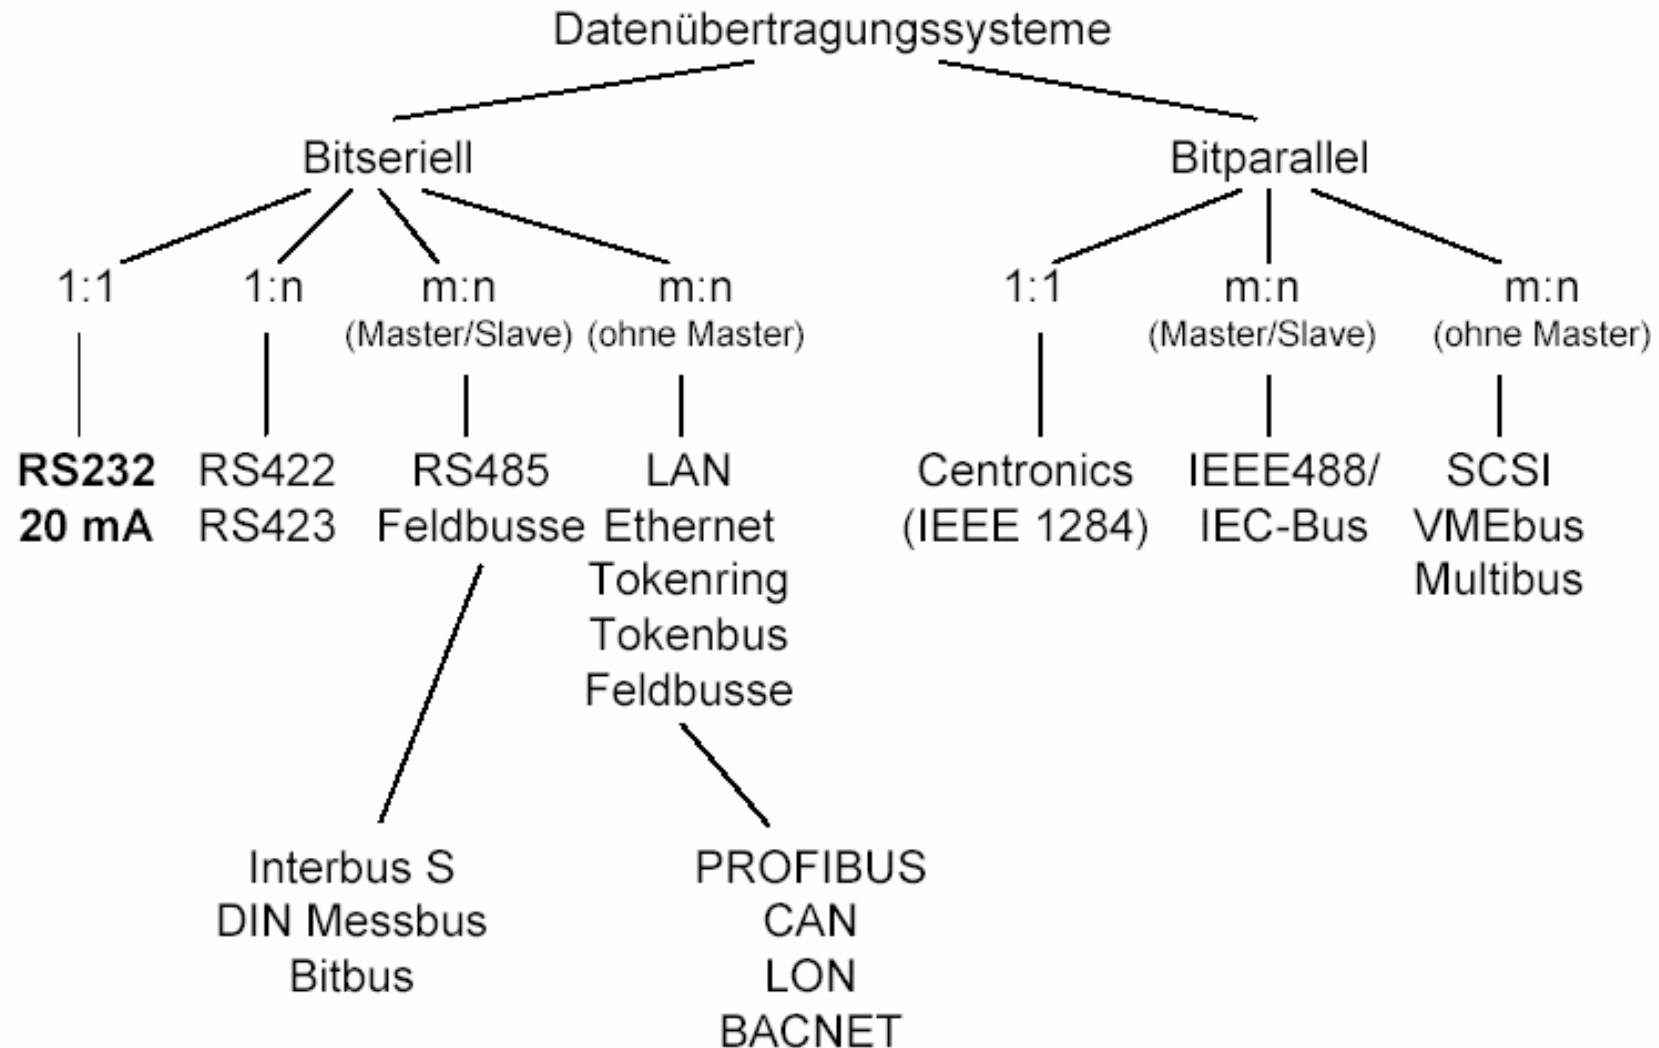 Datenübertragungssysteme
Bitseriell Bitparallel
1:1 1:n m:n m:n 1:1 m:n m:n
(Master/Slave) (ohne Master) (Master/Slave) (ohne Master)
RS232 RS422 RS485 LAN Centronics IEEE488/ SCSI
20 mA RS423 Feldbusse Ethernet (IEEE 1284) IEC-Bus VMEbus
Tokenring Multibus
Tokenbus
Feldbusse
Interbus S PROFIBUS
DIN Messbus CAN
Bitbus LON
BACNET